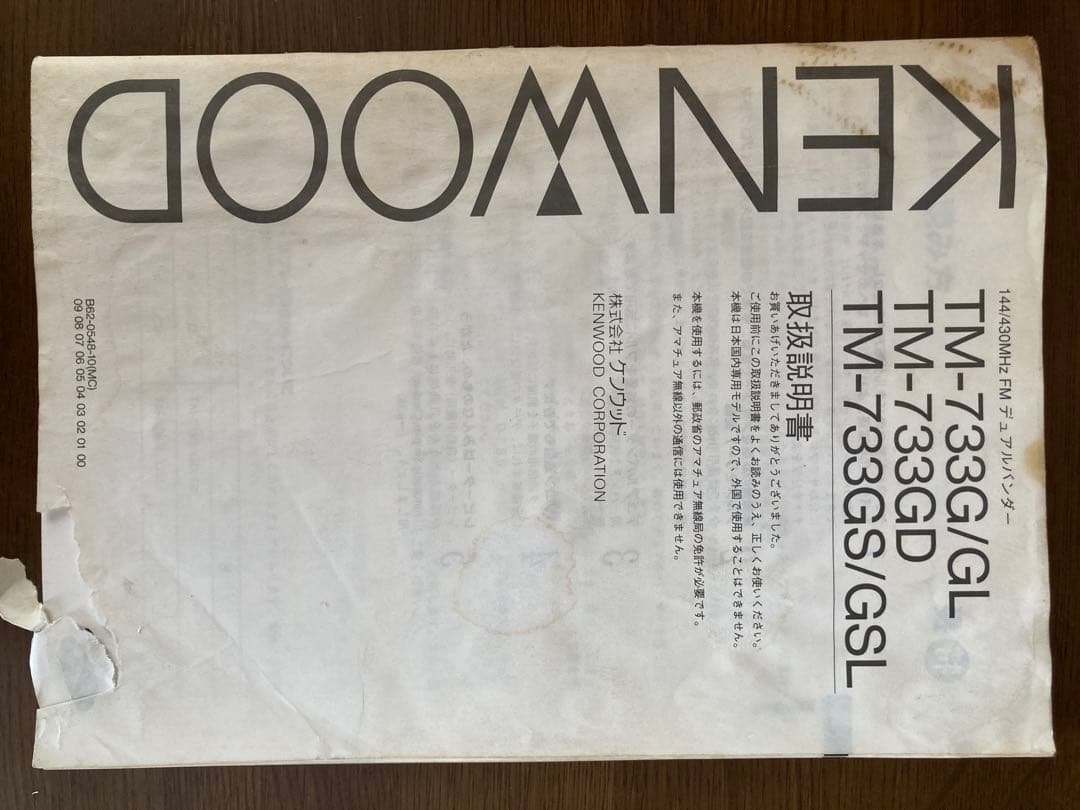 KENWOOD
144/430MHz FM デュアルバンダー
TM-733G/GL
TM-733GD
TM-733GS/GSL
取扱説明書
お買いあげいただきましてありがとうございました。
ご使用前にこの取扱説明書をよくお読みのうえ、正しくお使いください。
本機は日本国内専用モデルですので、外国で使用することはできません。
本機を使用するには、郵政省のアマチュア無線局の免許が必要です。
また、アマチュア無線以外の通信には使用できません。
株式会社 ケンウッド
KENWOOD CORPORATION
B62-0548-10(MC)
09 08 07 06 05 04 03 02 01 00